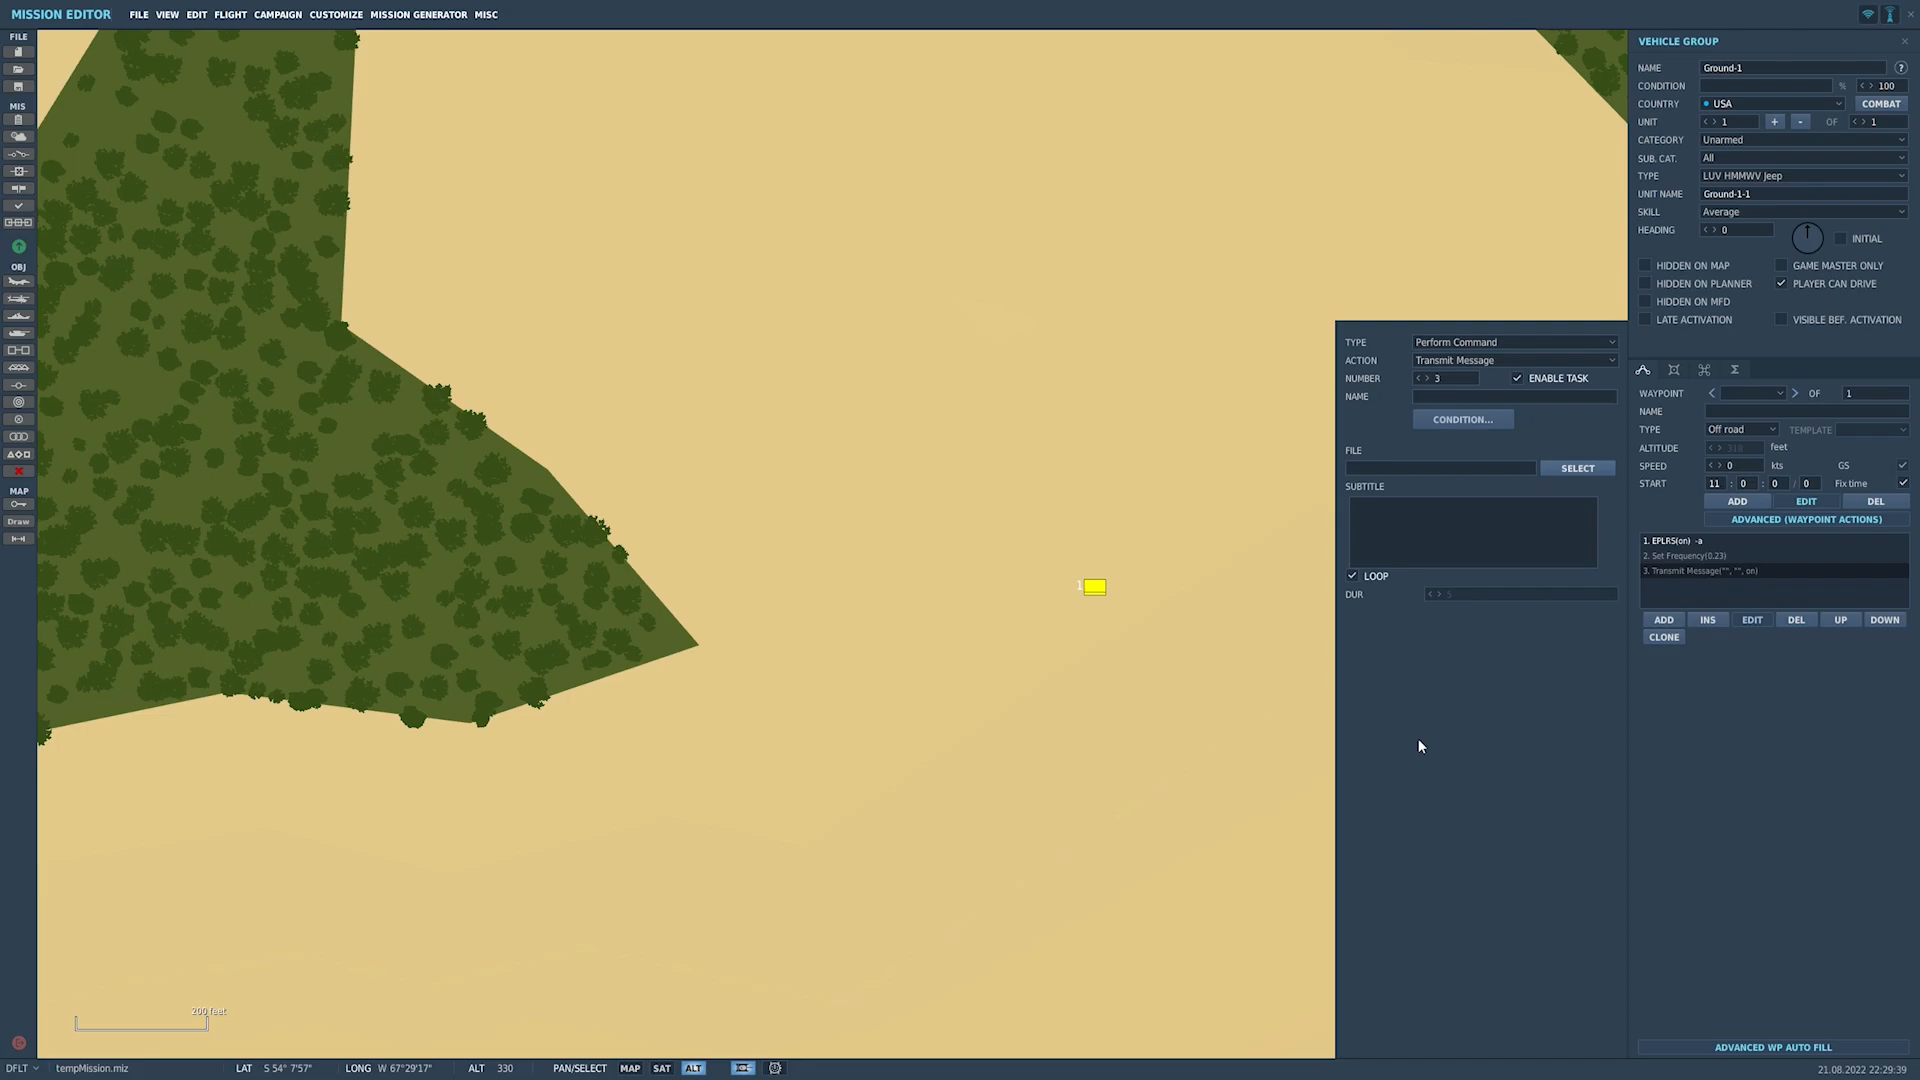 MISSION EDITOR FILE VIEW EDIT FLIGHT CAMPAIGN CUSTOMIZE MISSION GENERATOR MISC
FILE
MIS
OBJ
MAP
Draw
VEHICLE GROUP
NAME Ground-1 ?
CONDITION % < > 100
COUNTRY USA COMBAT
UNIT < > 1 + - OF < > 1
CATEGORY Unarmed
SUB. CAT. All
TYPE LUV HMMWV Jeep
UNIT NAME Ground-1-1
SKILL Average
HEADING < > 0 INITIAL
HIDDEN ON MAP GAME MASTER ONLY
HIDDEN ON PLANNER PLAYER CAN DRIVE
HIDDEN ON MFD
LATE ACTIVATION VISIBLE BEF. ACTIVATION
WAYPOINT < > OF 1
NAME
TYPE Off road TEMPLATE
ALTITUDE < > 318 feet
SPEED < > 0 kts GS
START 11 : 0 : 0 / 0 Fix time
ADD EDIT DEL
ADVANCED (WAYPOINT ACTIONS)
1. EPLRS(on) -a
2. Set Frequency(0.23)
3. Transmit Message("", "", on)
ADD INS EDIT DEL UP DOWN
CLONE
ADVANCED WP AUTO FILL
TYPE Perform Command
ACTION Transmit Message
NUMBER < > 3 ENABLE TASK
NAME
CONDITION...
FILE
SELECT
SUBTITLE
LOOP
DUR < > 5
1
200 feet
DFLT tempMission.miz LAT S 54° 7'57" LONG W 67°29'17" ALT 330 PAN/SELECT MAP SAT ALT 21.08.2022 22:29:39